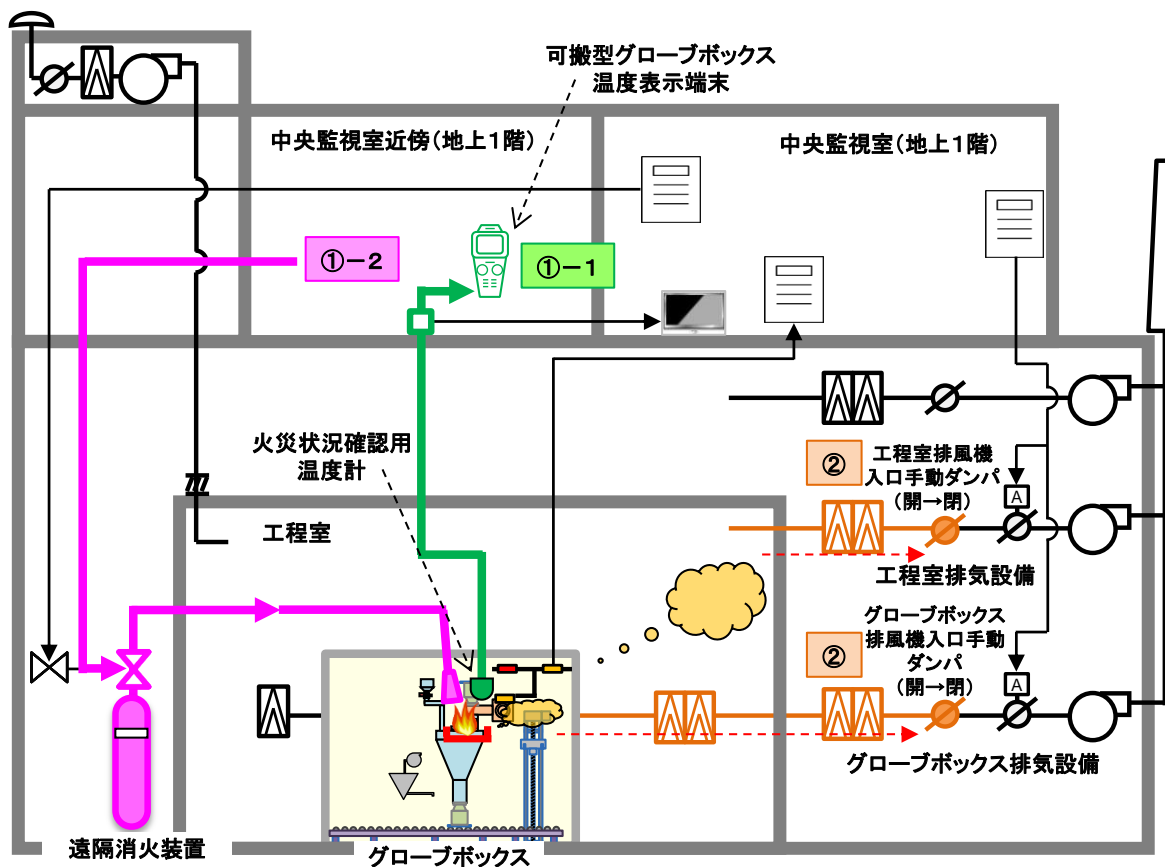 可搬型グローブボックス
温度表示端末
中央監視室近傍（地上１階）
中央監視室（地上１階）
①－２
①－１
火災状況確認用
温度計
工程室
②
工程室排風機
入口手動ダンパ
（開→閉）
A
工程室排気設備
②
グローブボックス
排風機入口手動
ダンパ
（開→閉）
A
グローブボックス排気設備
遠隔消火装置
グローブボックス